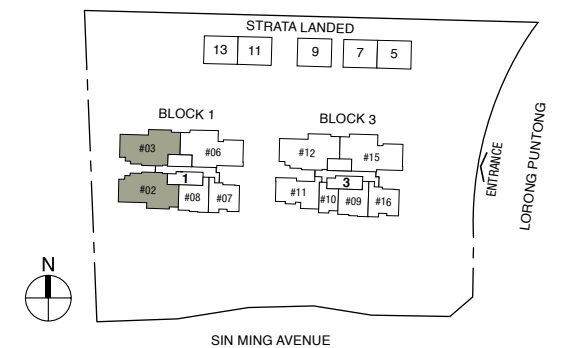 STRATA LANDED
13 11 9 7 5
BLOCK 1
BLOCK 3
#03 #06
#12 #15
1
3
#02 #08 #07
#11 #10 #09 #16
ENTRANCE
LORONG PUNTONG
N
SIN MING AVENUE